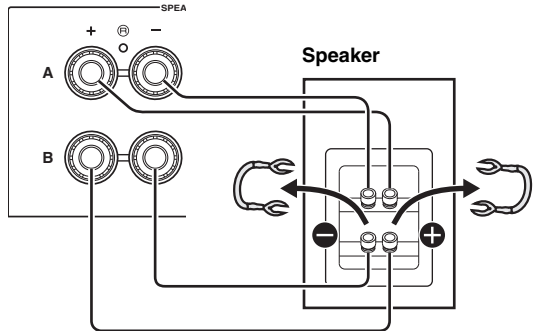 SPEA
+ Ⓡ −
Speaker
A
B
− +